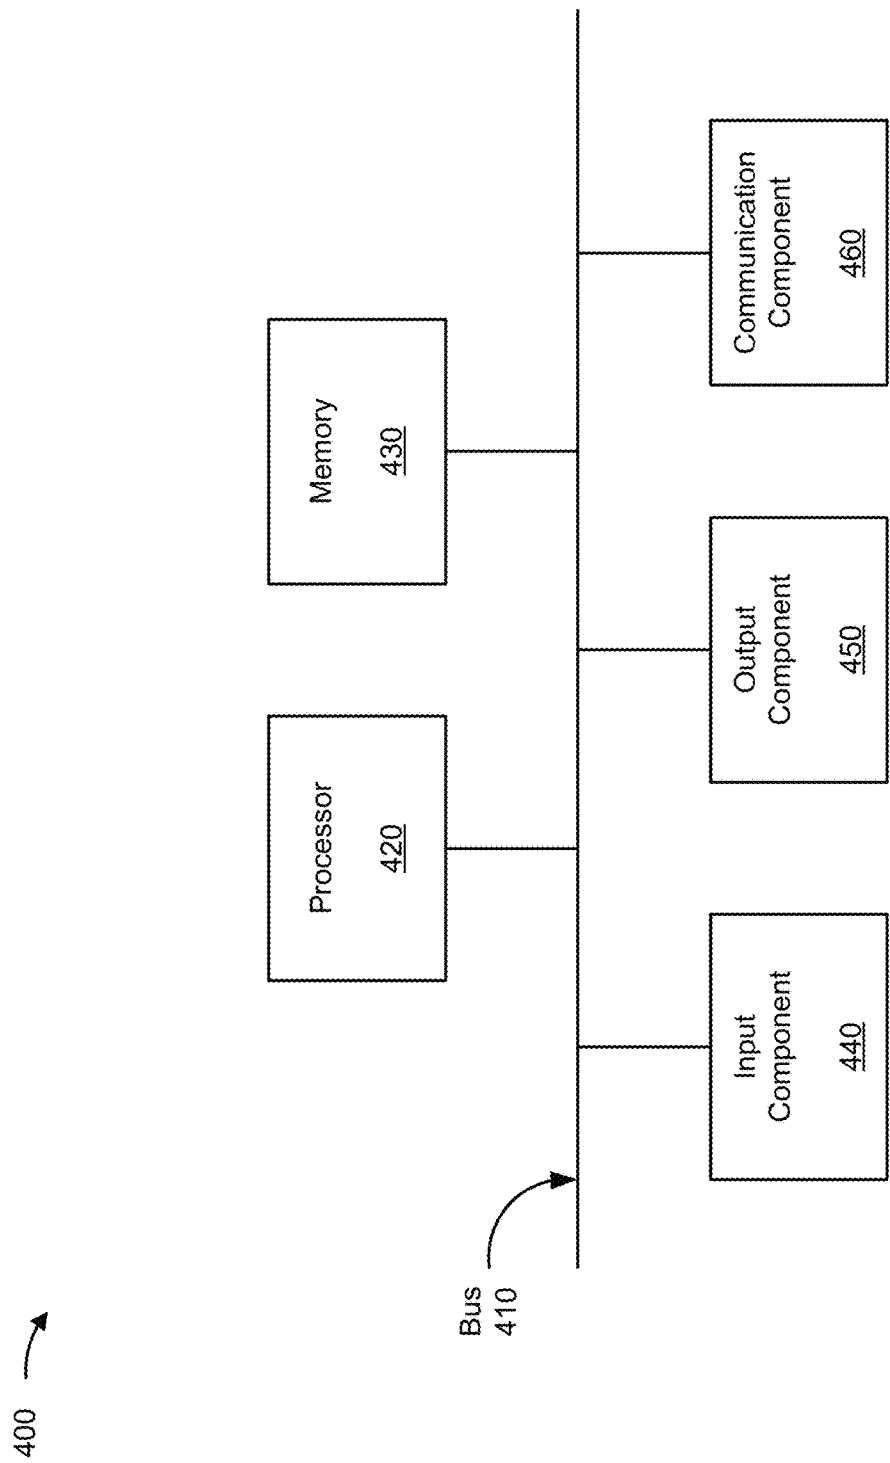 400
Bus
410
Processor
420
Memory
430
Input
Component
440
Output
Component
450
Communication
Component
460